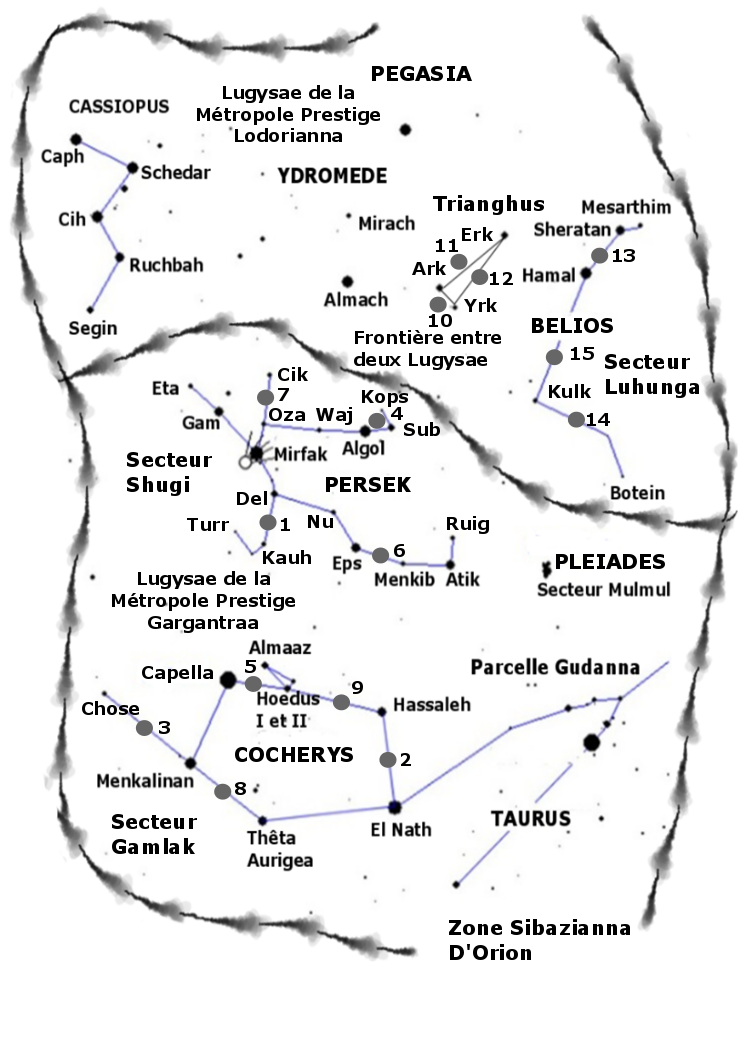 PEGASIA
Lugysae de la
Métropole Prestige
Lodorianna
CASSIOPUS
Caph
Schedar
YDROMEDE
Cih
Mirach
Ruchbah
Almach
Segin
Trianghus
Erk
11
Ark
12
Yrk
10
Frontière entre
deux Lugysae
Mesarthim
Sheratan
13
Hamal
BELIOS
15
Secteur
Luhunga
Kulk
14
Botein
Eta
Cik
7
Gam
Oza
Waj
Kops
4
Sub
Algol
Mirfak
Secteur
Shugi
PERSEK
Del
Nu
Turr
1
Kauh
Ruig
Eps
6
Menkib
Atik
PLEIADES
Secteur Mulmul
Lugysae de la
Métropole Prestige
Gargantraa
Almaaz
Capella
5
Hoedus
I et II
9
Hassaleh
Parcelle Gudanna
Chose
3
COCHERYS
2
Menkalinan
8
Secteur
Gamlak
Thêta
Aurigea
El Nath
TAURUS
Zone Sibazianna
D'Orion